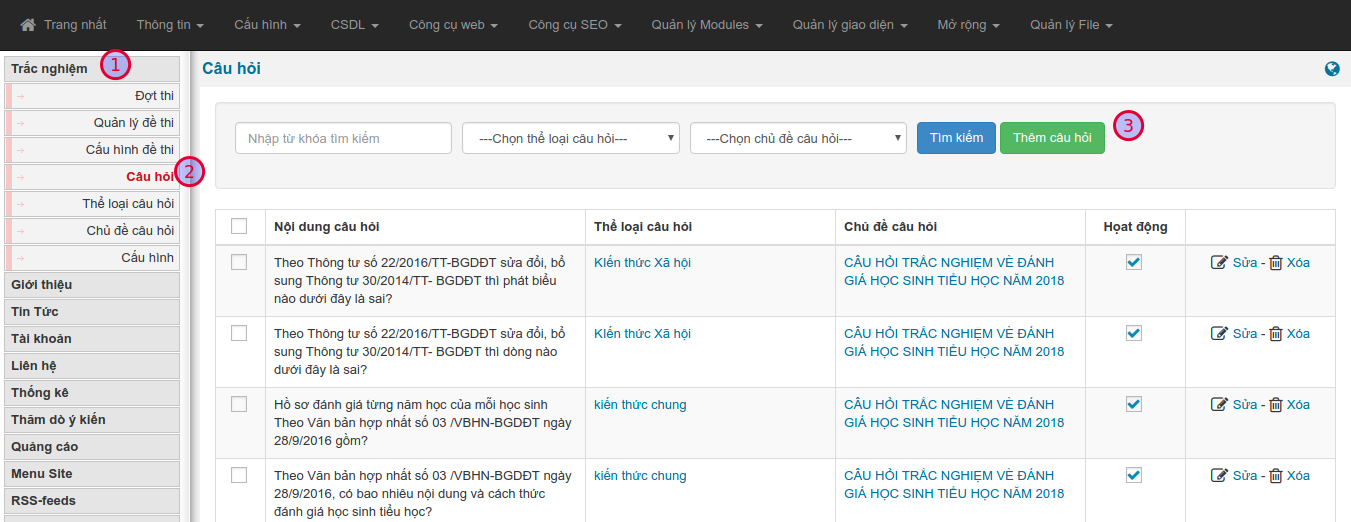 Trang nhất Thông tin Cấu hình CSDL Công cụ web Công cụ SEO Quản lý Modules Quản lý giao diện Mở rộng Quản lý File
Trắc nghiệm 1
Đợt thi
Quản lý đề thi
Cấu hình đề thi
Câu hỏi 2
Thể loại câu hỏi
Chủ đề câu hỏi
Cấu hình
Giới thiệu
Tin Tức
Tài khoản
Liên hệ
Thống kê
Thăm dò ý kiến
Quảng cáo
Menu Site
RSS-feeds
Câu hỏi
Nhập từ khóa tìm kiếm ---Chọn thể loại câu hỏi--- ---Chọn chủ đề câu hỏi--- Tìm kiếm Thêm câu hỏi 3
Nội dung câu hỏi Thể loại câu hỏi Chủ đề câu hỏi Hoạt động
Theo Thông tư số 22/2016/TT-BGDĐT sửa đổi, bổ
sung Thông tư 30/2014/TT- BGDĐT thì phát biểu
nào dưới đây là sai?
Kiến thức Xã hội
CÂU HỎI TRẮC NGHIỆM VỀ ĐÁNH
GIÁ HỌC SINH TIỂU HỌC NĂM 2018
Sửa - Xóa
Theo Thông tư số 22/2016/TT-BGDĐT sửa đổi, bổ
sung Thông tư 30/2014/TT- BGDĐT thì dòng nào
dưới đây là sai?
Kiến thức Xã hội
CÂU HỎI TRẮC NGHIỆM VỀ ĐÁNH
GIÁ HỌC SINH TIỂU HỌC NĂM 2018
Sửa - Xóa
Hồ sơ đánh giá từng năm học của mỗi học sinh
Theo Văn bản hợp nhất số 03 /VBHN-BGDĐT ngày
28/9/2016 gồm?
kiến thức chung
CÂU HỎI TRẮC NGHIỆM VỀ ĐÁNH
GIÁ HỌC SINH TIỂU HỌC NĂM 2018
Sửa - Xóa
Theo Văn bản hợp nhất số 03 /VBHN-BGDĐT ngày
28/9/2016, có bao nhiêu nội dung và cách thức
đánh giá học sinh tiểu học?
kiến thức chung
CÂU HỎI TRẮC NGHIỆM VỀ ĐÁNH
GIÁ HỌC SINH TIỂU HỌC NĂM 2018
Sửa - Xóa